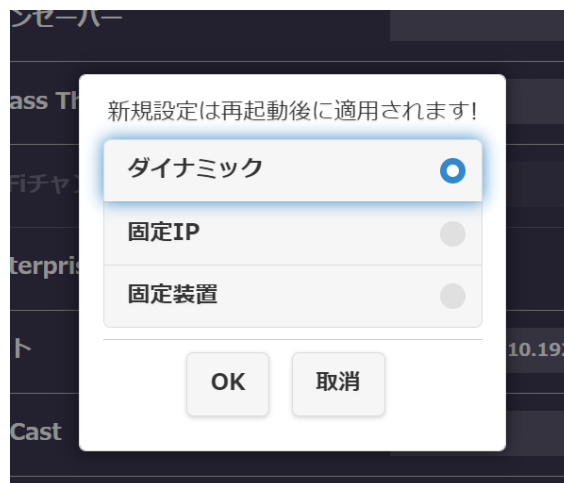 ンセーバー
ass Th
新規設定は再起動後に適用されます!
ダイナミック
Fiチャン
固定IP
terpris
固定装置
ト
10.192
OK
取消
Cast